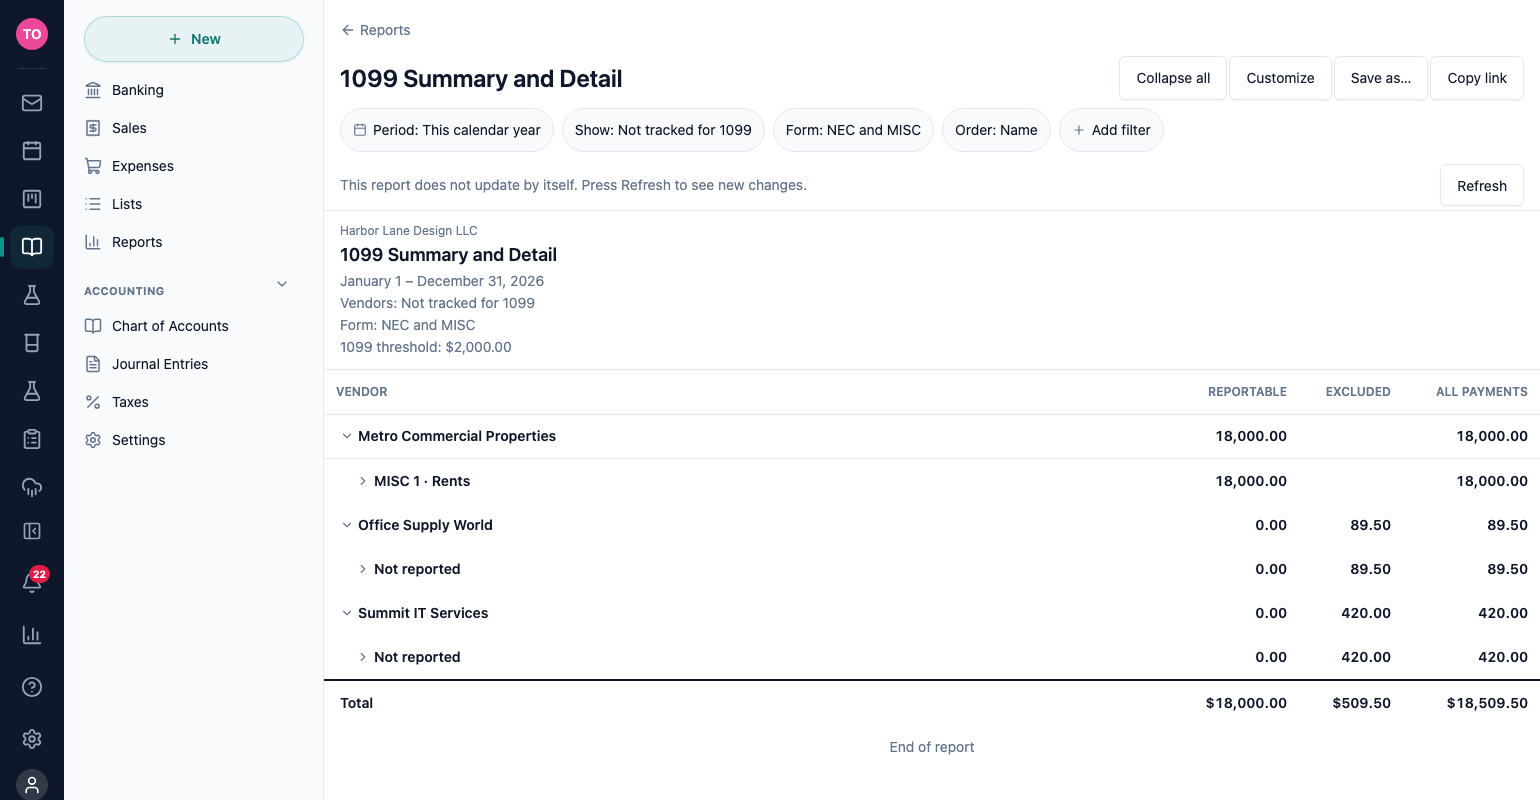 TO
22
New
Banking
Sales
Expenses
Lists
Reports
ACCOUNTING
Chart of Accounts
Journal Entries
Taxes
Settings
Reports
1099 Summary and Detail
Collapse all
Customize
Save as...
Copy link
Period: This calendar year
Show: Not tracked for 1099
Form: NEC and MISC
Order: Name
Add filter
This report does not update by itself. Press Refresh to see new changes.
Refresh
Harbor Lane Design LLC
1099 Summary and Detail
January 1 – December 31, 2026
Vendors: Not tracked for 1099
Form: NEC and MISC
1099 threshold: $2,000.00
VENDOR REPORTABLE EXCLUDED ALL PAYMENTS
Metro Commercial Properties 18,000.00 18,000.00
MISC 1 · Rents 18,000.00 18,000.00
Office Supply World 0.00 89.50 89.50
Not reported 0.00 89.50 89.50
Summit IT Services 0.00 420.00 420.00
Not reported 0.00 420.00 420.00
Total $18,000.00 $509.50 $18,509.50
End of report